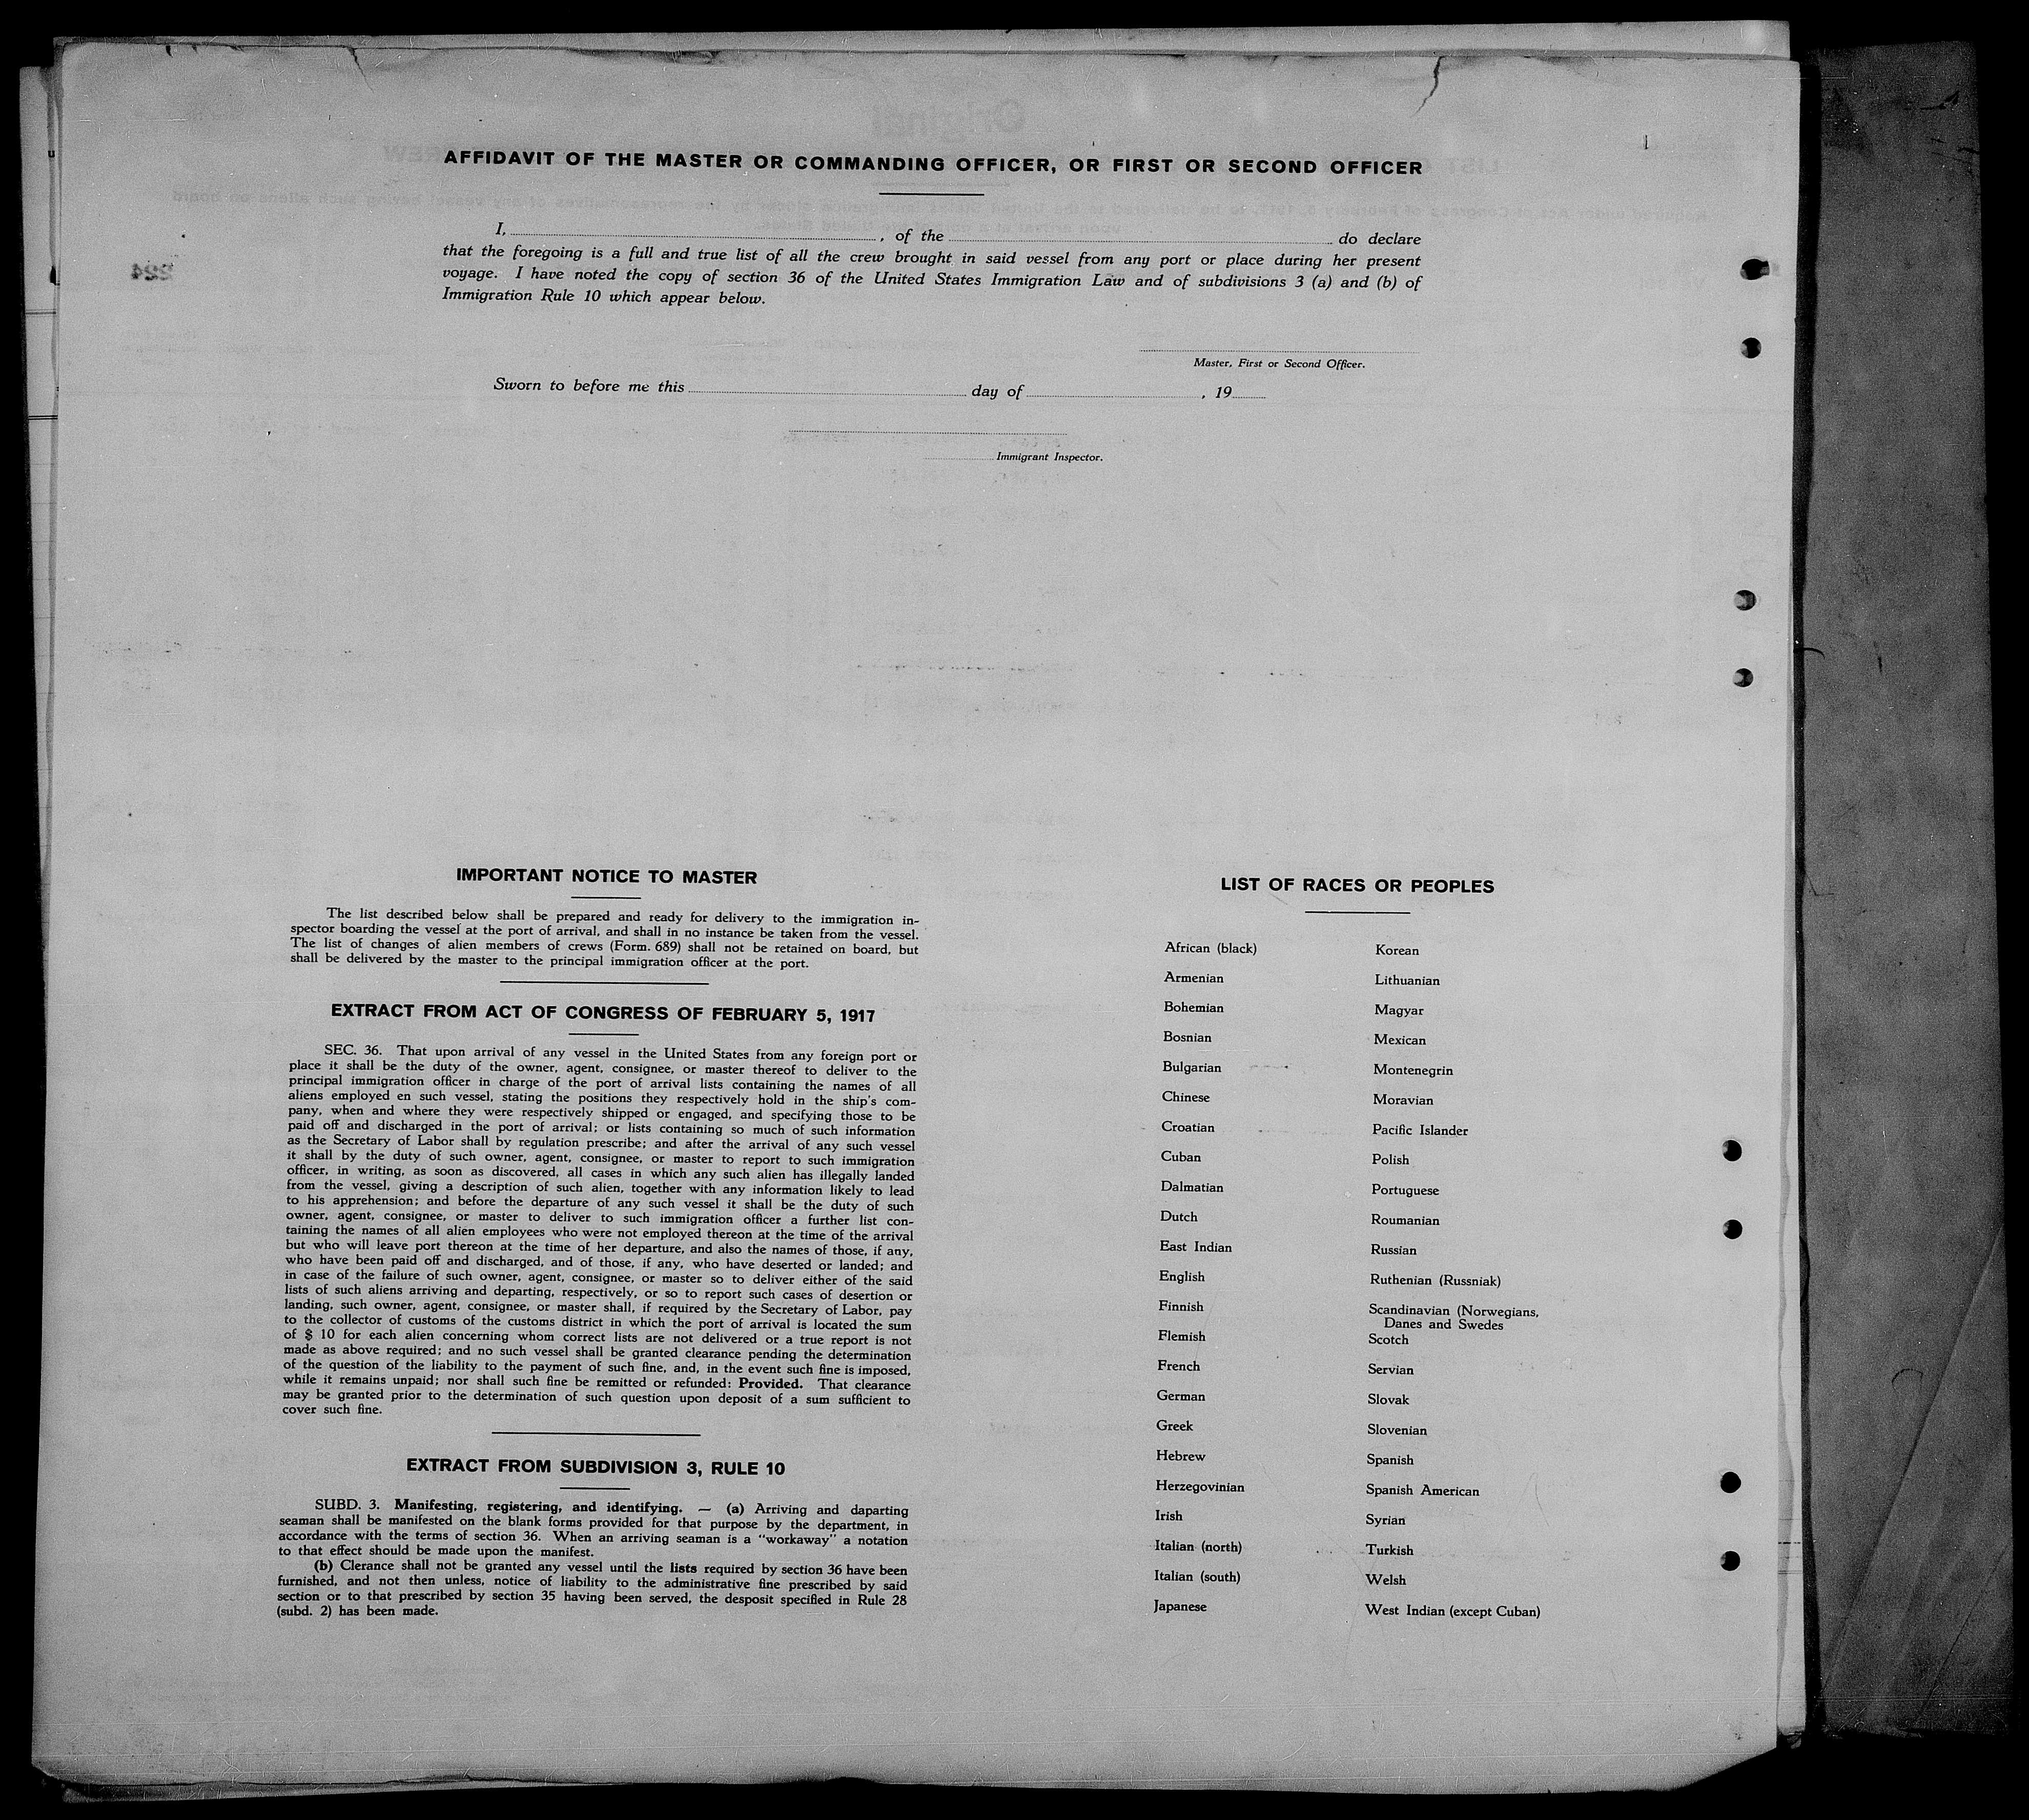 AFFIDAVIT OF THE MASTER OR COMMANDING OFFICER, OR FIRST OR SECOND OFFICER
I, , of the do declare
that the foregoing is a full and true list of all the crew brought in said vessel from any port or place during her present
voyage. I have noted the copy of section 36 of the United States Immigration Law and of subdivisions 3 (a) and (b) of
Immigration Rule 10 which appear below.
Master, First or Second Officer.
Sworn to before me this day of , 19
Immigrant Inspector.
IMPORTANT NOTICE TO MASTER
The list described below shall be prepared and ready for delivery to the immigration in-
spector boarding the vessel at the port of arrival, and shall in no instance be taken from the vessel.
The list of changes of alien members of crews (Form. 689) shall not be retained on board, but
shall be delivered by the master to the principal immigration officer at the port.
EXTRACT FROM ACT OF CONGRESS OF FEBRUARY 5, 1917
SEC. 36. That upon arrival of any vessel in the United States from any foreign port or
place it shall be the duty of the owner, agent, consignee, or master thereof to deliver to the
principal immigration officer in charge of the port of arrival lists containing the names of all
aliens employed en such vessel, stating the positions they respectively hold in the ship's com-
pany, when and where they were respectively shipped or engaged, and specifying those to be
paid off and discharged in the port of arrival; or lists containing so much of such information
as the Secretary of Labor shall by regulation prescribe; and after the arrival of any such vessel
it shall by the duty of such owner, agent, consignee, or master to report to such immigration
officer, in writing, as soon as discovered, all cases in which any such alien has illegally landed
from the vessel, giving a description of such alien, together with any information likely to lead
to his apprehension; and before the departure of any such vessel it shall be the duty of such
owner, agent, consignee, or master to deliver to such immigration officer a further list con-
taining the names of all alien employees who were not employed thereon at the time of the arrival
but who will leave port thereon at the time of her departure, and also the names of those, if any,
who have been paid off and discharged, and of those, if any, who have deserted or landed; and
in case of the failure of such owner, agent, consignee, or master so to deliver either of the said
lists of such aliens arriving and departing, respectively, or so to report such cases of desertion or
landing, such owner, agent, consignee, or master shall, if required by the Secretary of Labor, pay
to the collector of customs of the customs district in which the port of arrival is located the sum
of $ 10 for each alien concerning whom correct lists are not delivered or a true report is not
made as above required; and no such vessel shall be granted clearance pending the determination
of the question of the liability to the payment of such fine, and, in the event such fine is imposed,
while it remains unpaid; nor shall such fine be remitted or refunded: Provided. That clearance
may be granted prior to the determination of such question upon deposit of a sum sufficient to
cover such fine.
EXTRACT FROM SUBDIVISION 3, RULE 10
SUBD. 3. Manifesting, registering, and identifying. — (a) Arriving and daparting
seaman shall be manifested on the blank forms provided for that purpose by the department, in
accordance with the terms of section 36. When an arriving seaman is a "workaway" a notation
to that effect should be made upon the manifest.
(b) Clerance shall not be granted any vessel until the lists required by section 36 have been
furnished, and not then unless, notice of liability to the administrative fine prescribed by said
section or to that prescribed by section 35 having been served, the desposit specified in Rule 28
(subd. 2) has been made.
LIST OF RACES OR PEOPLES
African (black)
Armenian
Bohemian
Bosnian
Bulgarian
Chinese
Croatian
Cuban
Dalmatian
Dutch
East Indian
English
Finnish
Flemish
French
German
Greek
Hebrew
Herzegovinian
Irish
Italian (north)
Italian (south)
Japanese
Korean
Lithuanian
Magyar
Mexican
Montenegrin
Moravian
Pacific Islander
Polish
Portuguese
Roumanian
Russian
Ruthenian (Russniak)
Scandinavian (Norwegians,
Danes and Swedes
Scotch
Servian
Slovak
Slovenian
Spanish
Spanish American
Syrian
Turkish
Welsh
West Indian (except Cuban)